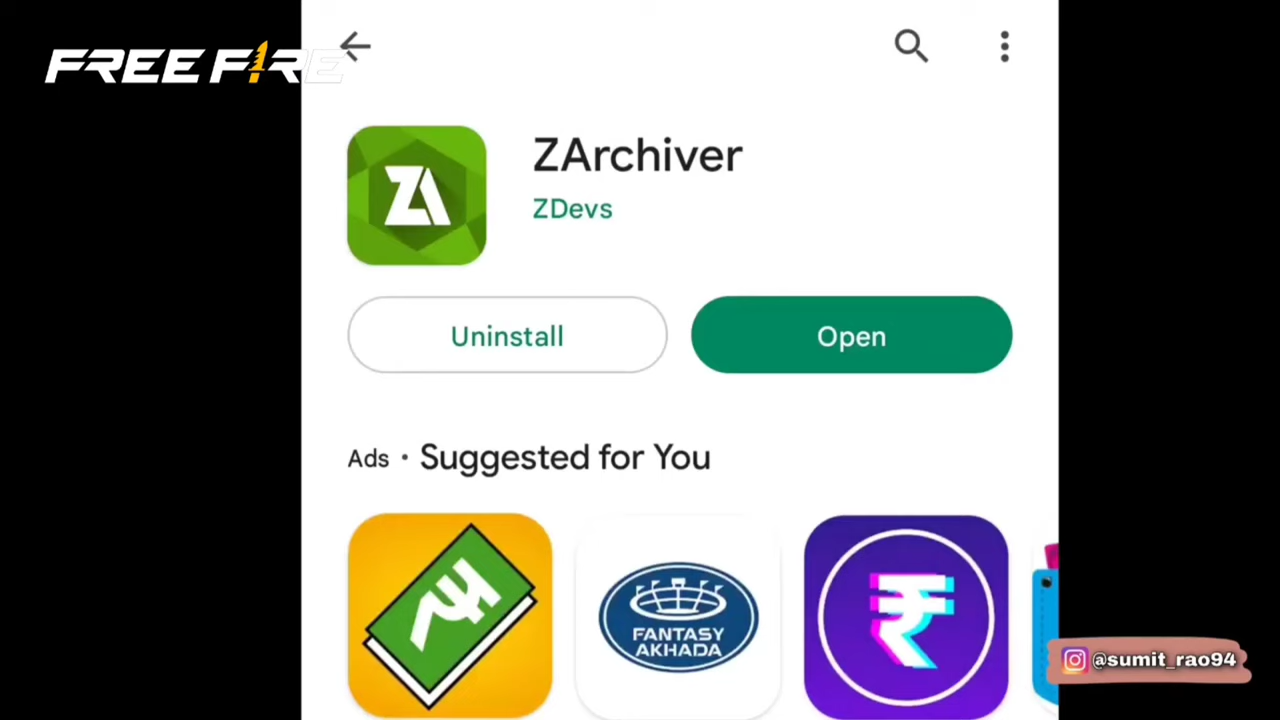 FREE FIRE
ZArchiver
ZDevs
Uninstall
Open
Ads • Suggested for You
FANTASY
AKHADA
@sumit_rao94